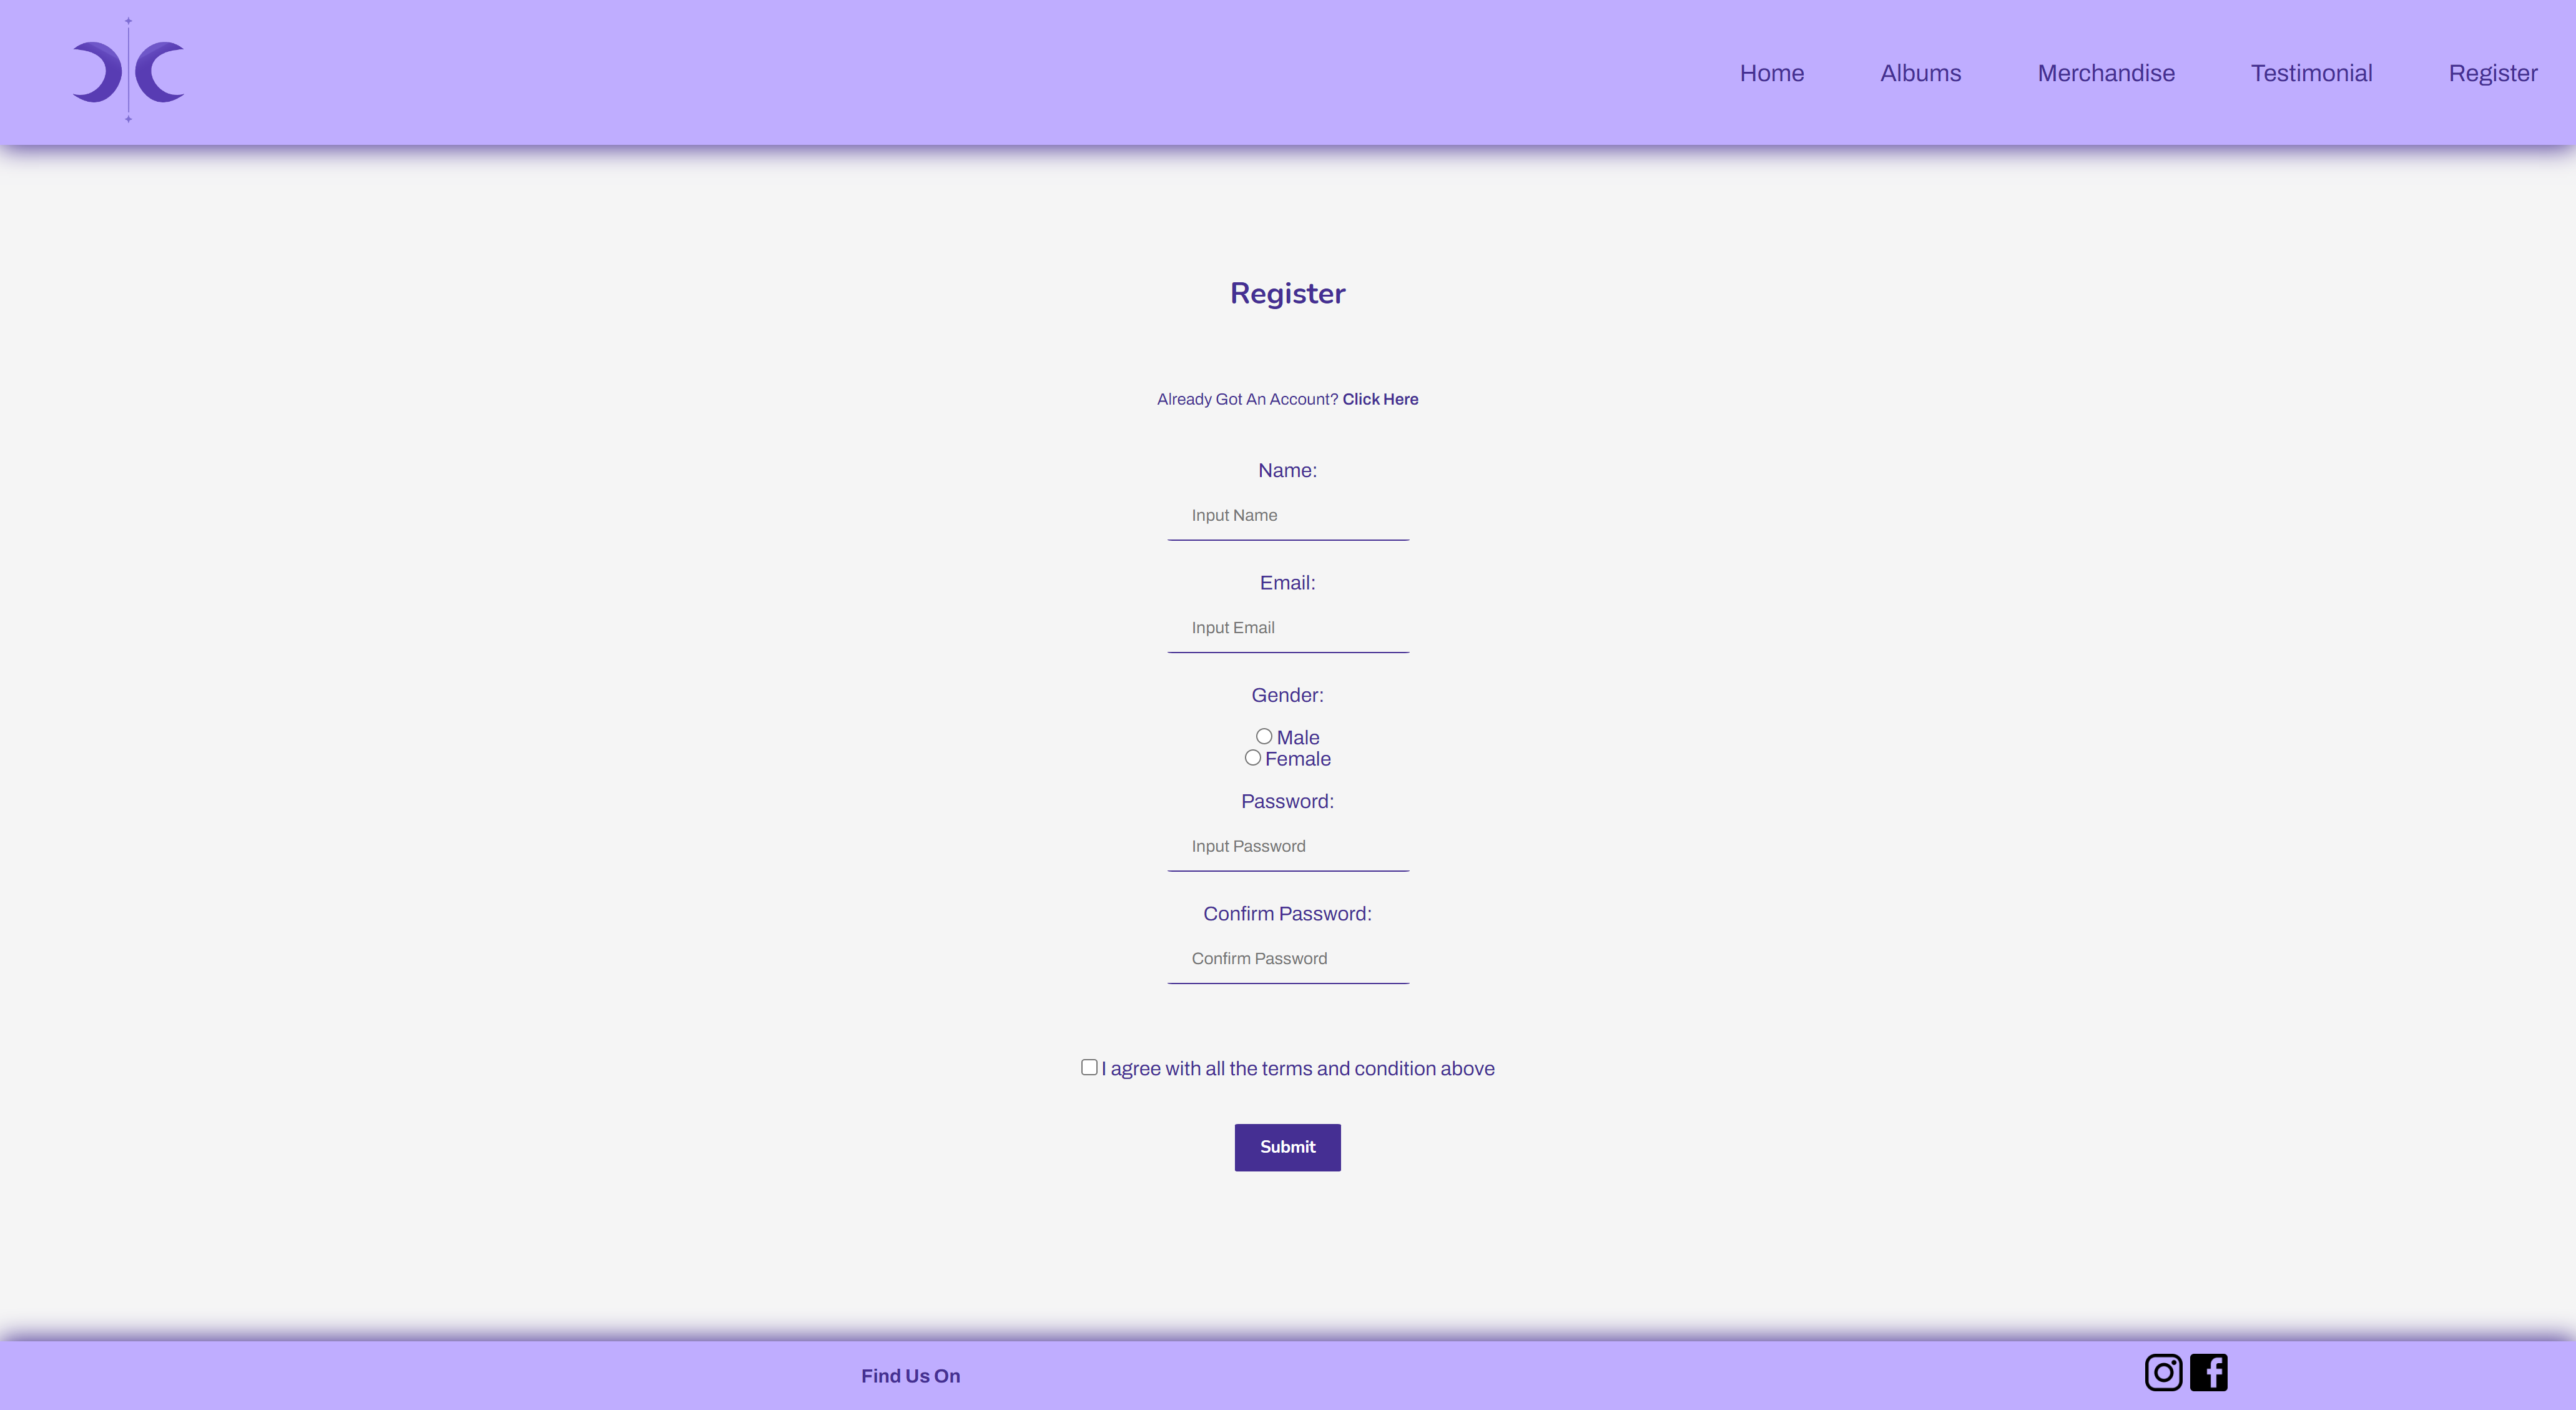 Home Albums Merchandise Testimonial Register
Register
Already Got An Account? Click Here
Name:
Input Name
Email:
Input Email
Gender:
Male
Female
Password:
Input Password
Confirm Password:
Confirm Password
I agree with all the terms and condition above
Submit
Find Us On